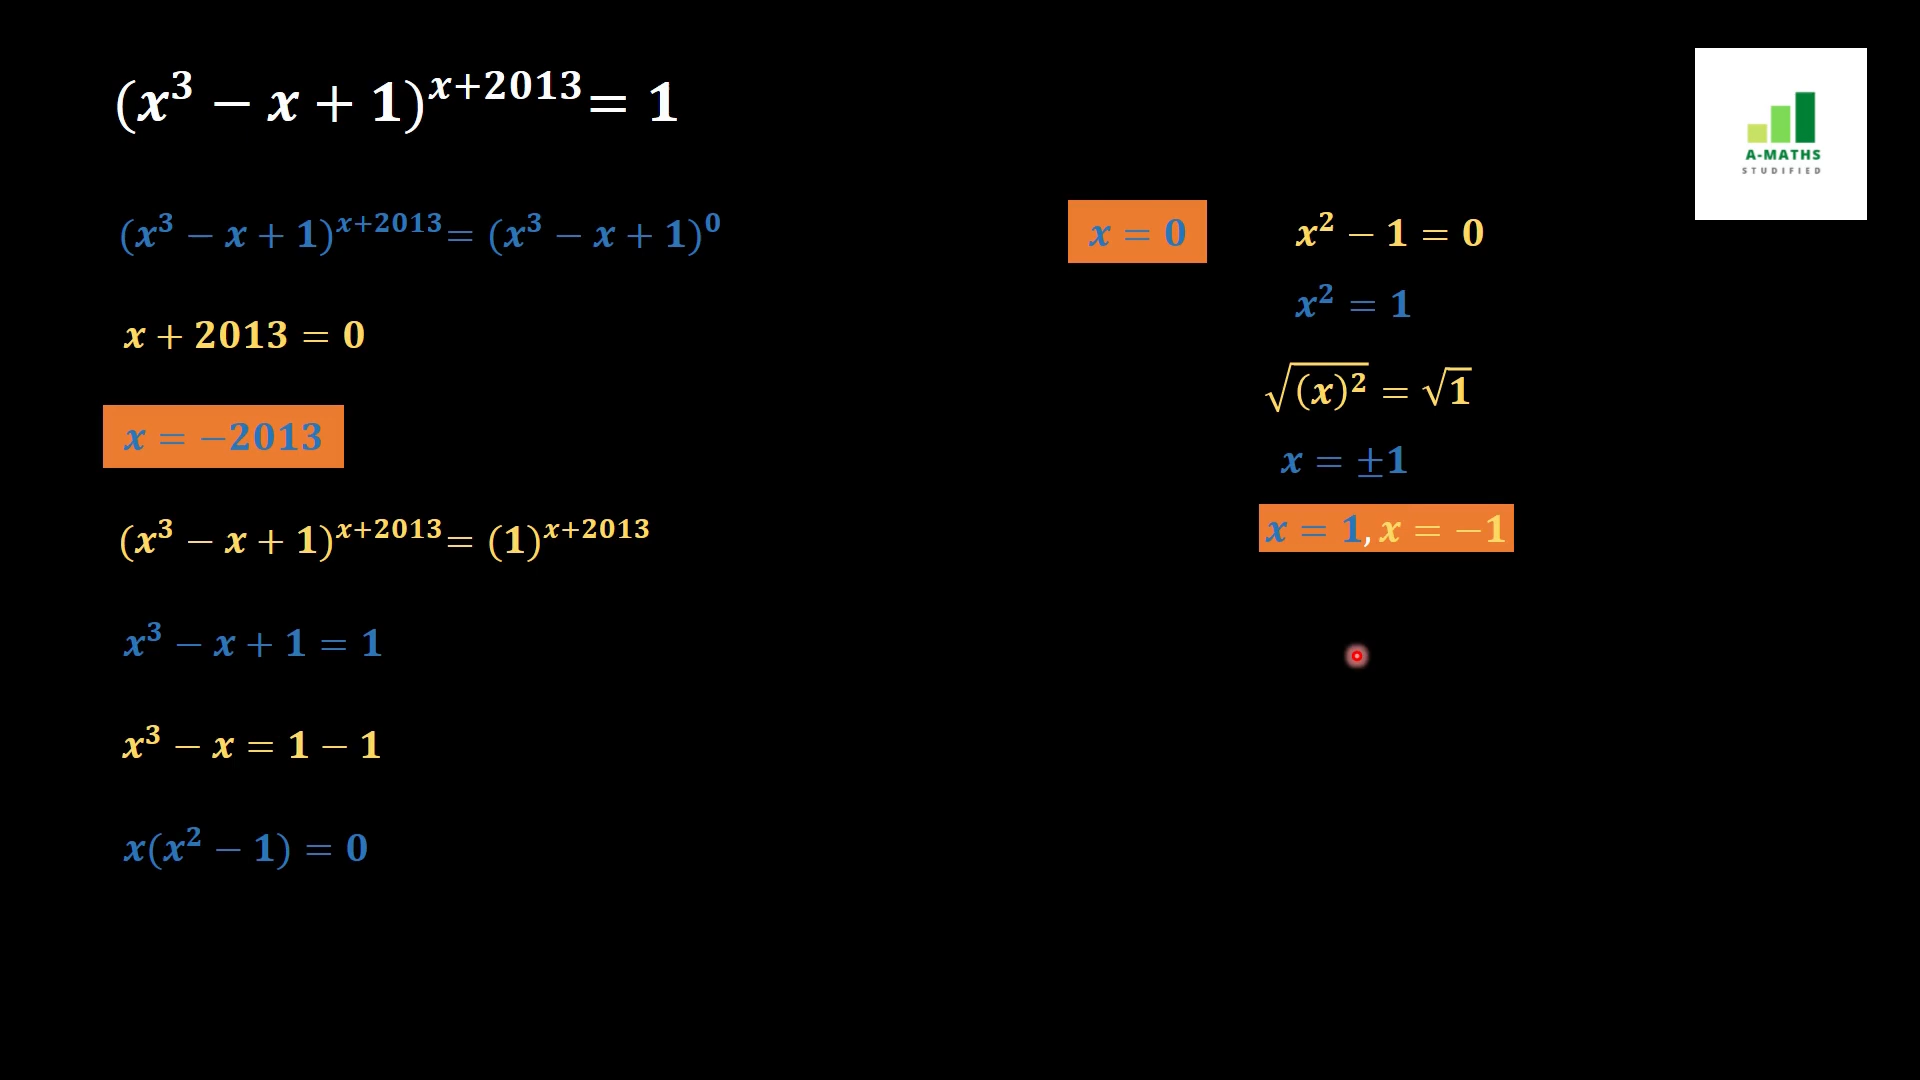 (x³ − x + 1)ˣ⁺²⁰¹³ = 1
(x³ − x + 1)ˣ⁺²⁰¹³ = (x³ − x + 1)⁰
x + 2013 = 0
x = −2013
(x³ − x + 1)ˣ⁺²⁰¹³ = (1)ˣ⁺²⁰¹³
x³ − x + 1 = 1
x³ − x = 1 − 1
x(x² − 1) = 0
x = 0
x² − 1 = 0
x² = 1
√(x)² = √1
x = ±1
x = 1, x = −1
A-MATHS
STUDIFIED